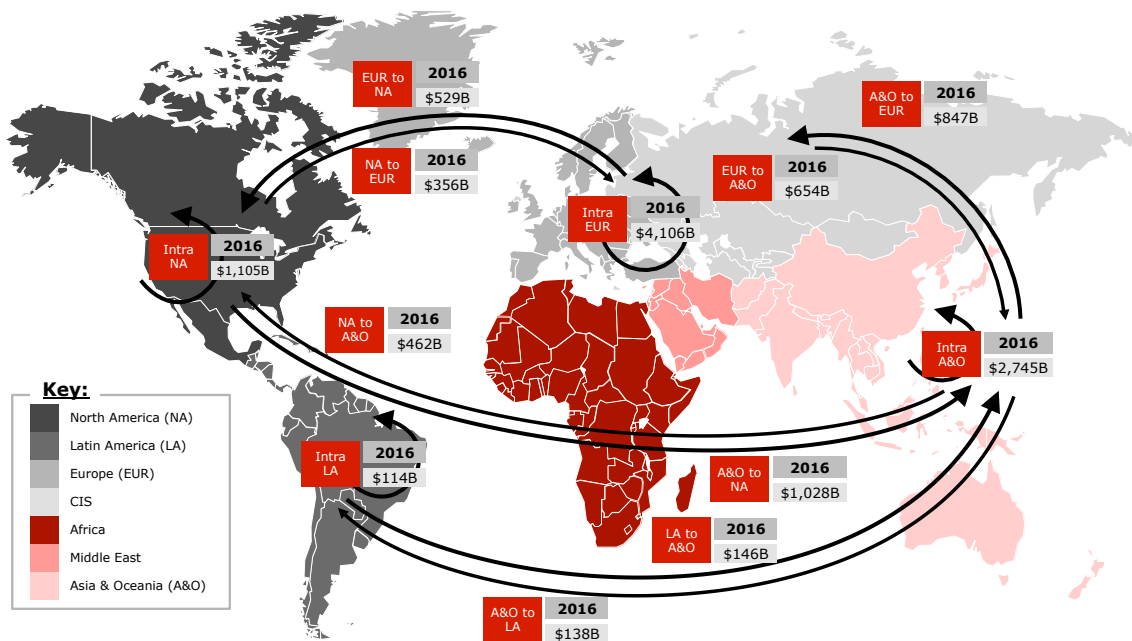 EUR to
NA
2016
$529B
A&O to
EUR
2016
$847B
NA to
EUR
2016
$356B
EUR to
A&O
2016
$654B
Intra
EUR
2016
$4,106B
Intra
NA
2016
$1,105B
NA to
A&O
2016
$462B
Intra
A&O
2016
$2,745B
Key:
North America (NA)
Latin America (LA)
Europe (EUR)
CIS
Africa
Middle East
Asia & Oceania (A&O)
Intra
LA
2016
$114B
A&O to
NA
2016
$1,028B
LA to
A&O
2016
$146B
A&O to
LA
2016
$138B